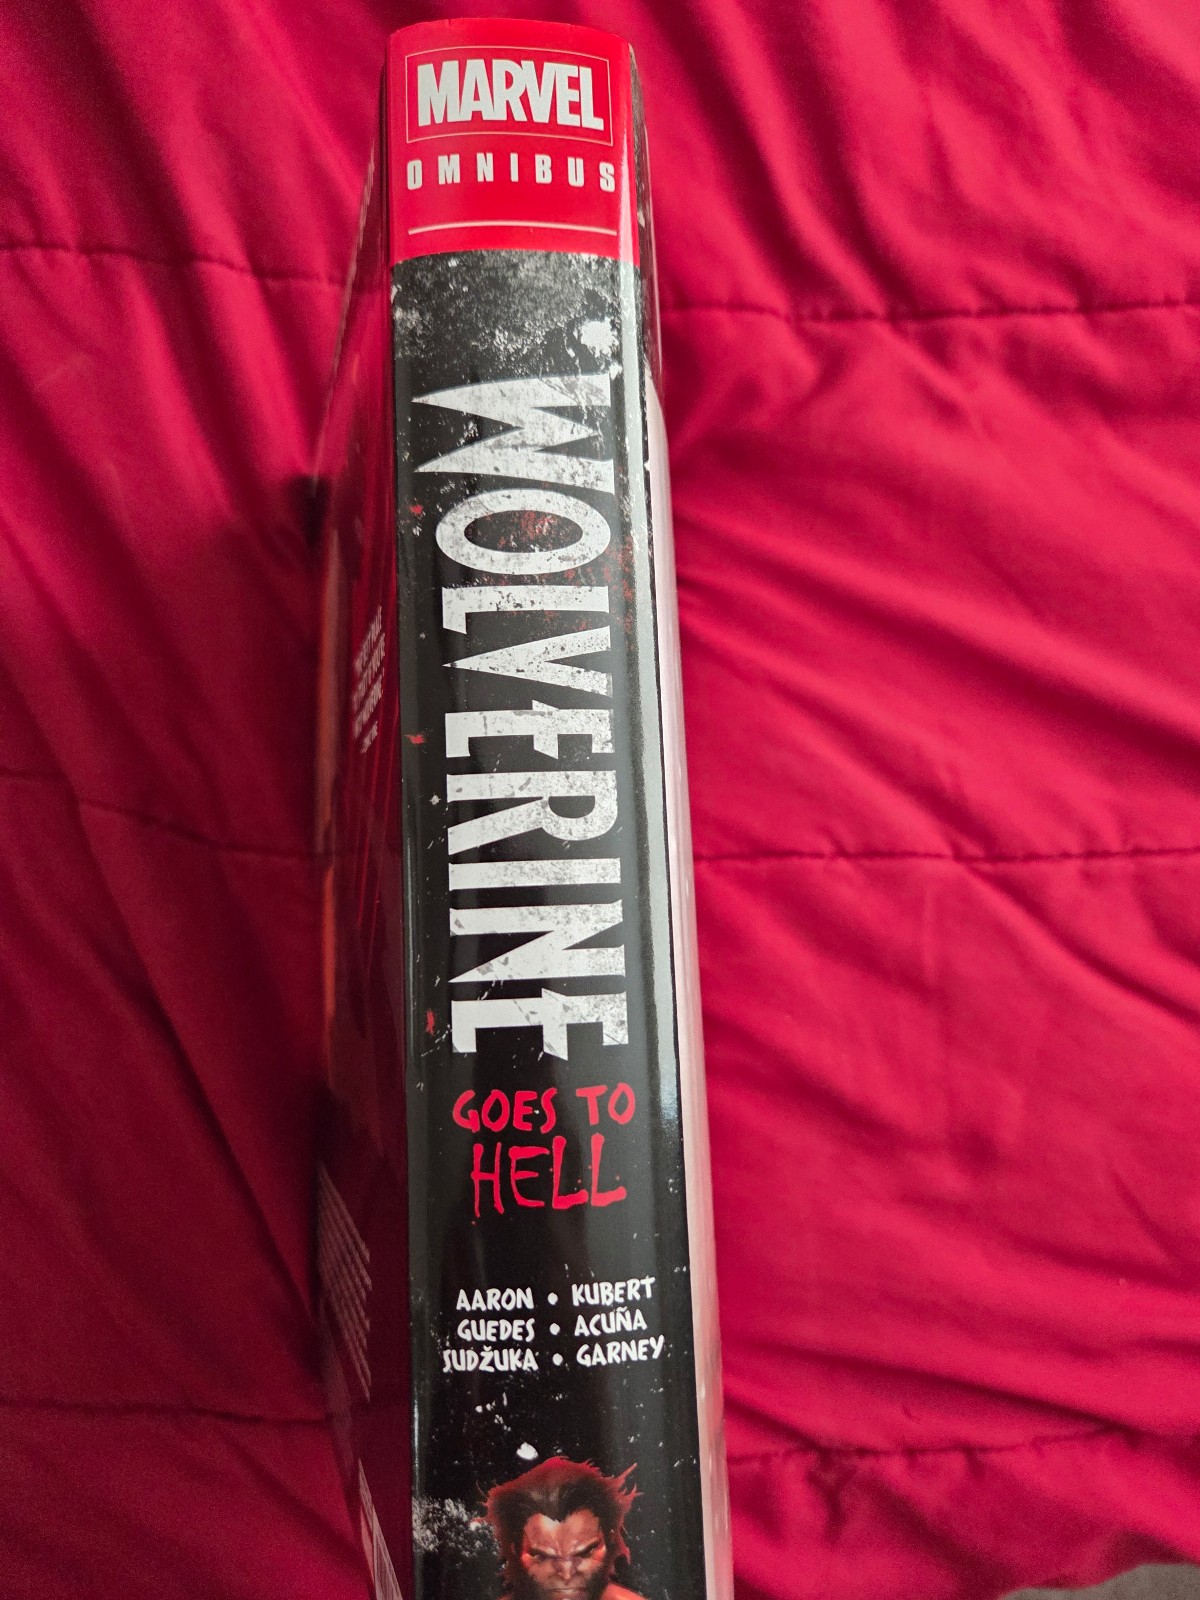 MARVEL
OMNIBUS
WOLVERINE
GOES TO
HELL
AARON • KUBERT
GUEDES • ACUÑA
SUDŽUKA • GARNEY